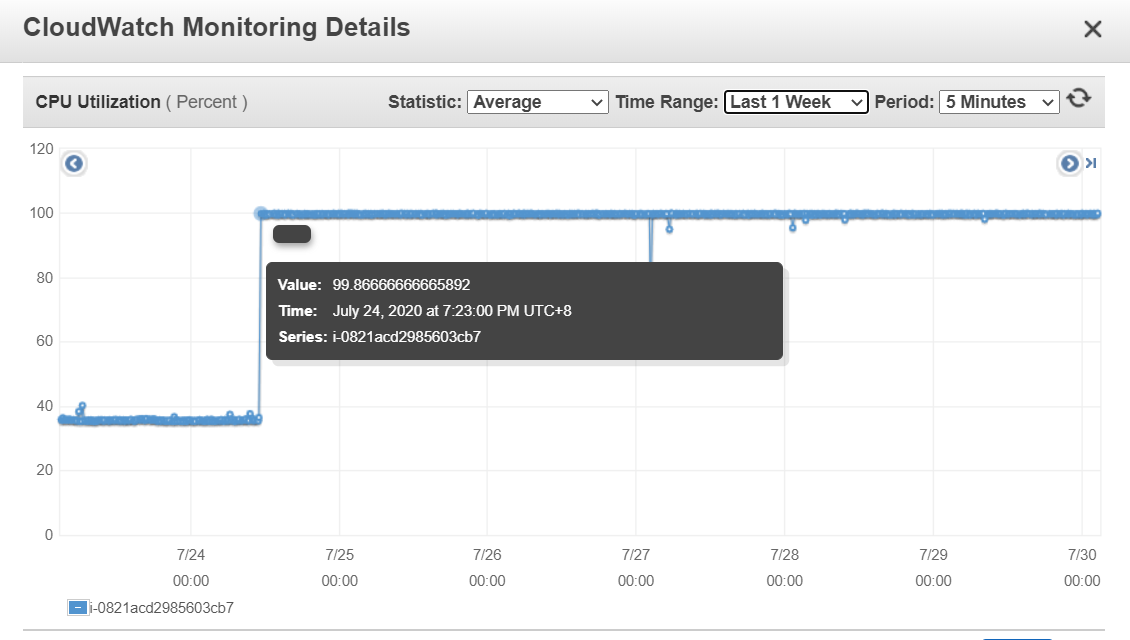 CloudWatch Monitoring Details
CPU Utilization ( Percent ) Statistic: Average Time Range: Last 1 Week Period: 5 Minutes
120
100
80
60
40
20
0
Value: 99.86666666665892
Time: July 24, 2020 at 7:23:00 PM UTC+8
Series: i-0821acd2985603cb7
7/24 7/25 7/26 7/27 7/28 7/29 7/30
00:00 00:00 00:00 00:00 00:00 00:00 00:00
i-0821acd2985603cb7